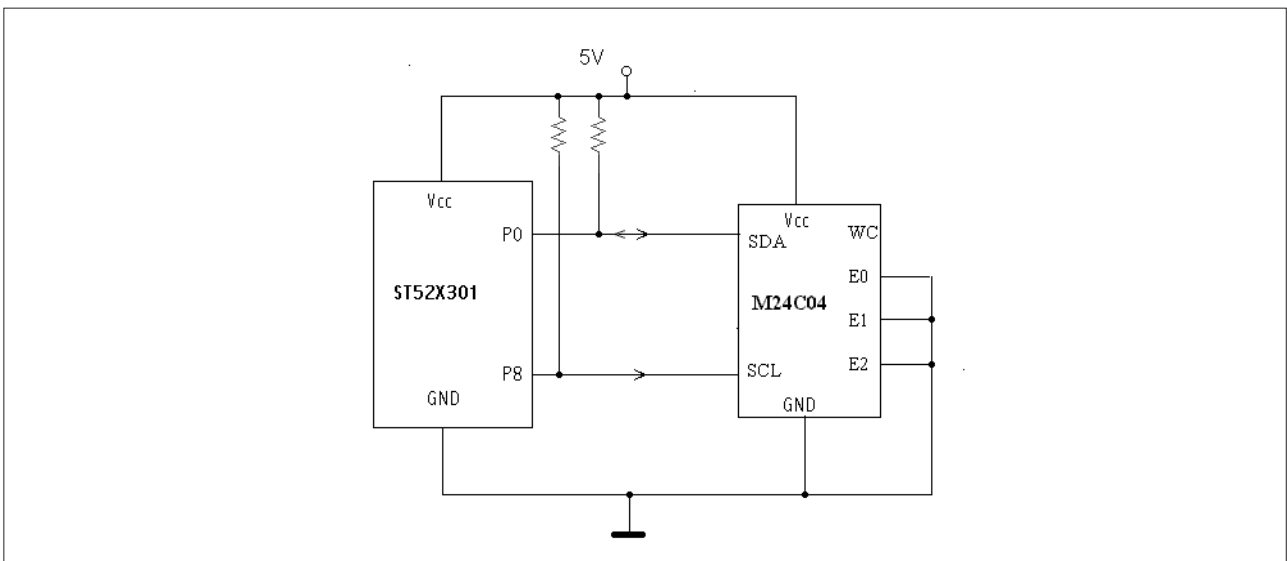 5V
Vcc
P0
ST52X301
P8
GND
Vcc
WC
SDA
E0
M24C04
E1
E2
SCL
GND